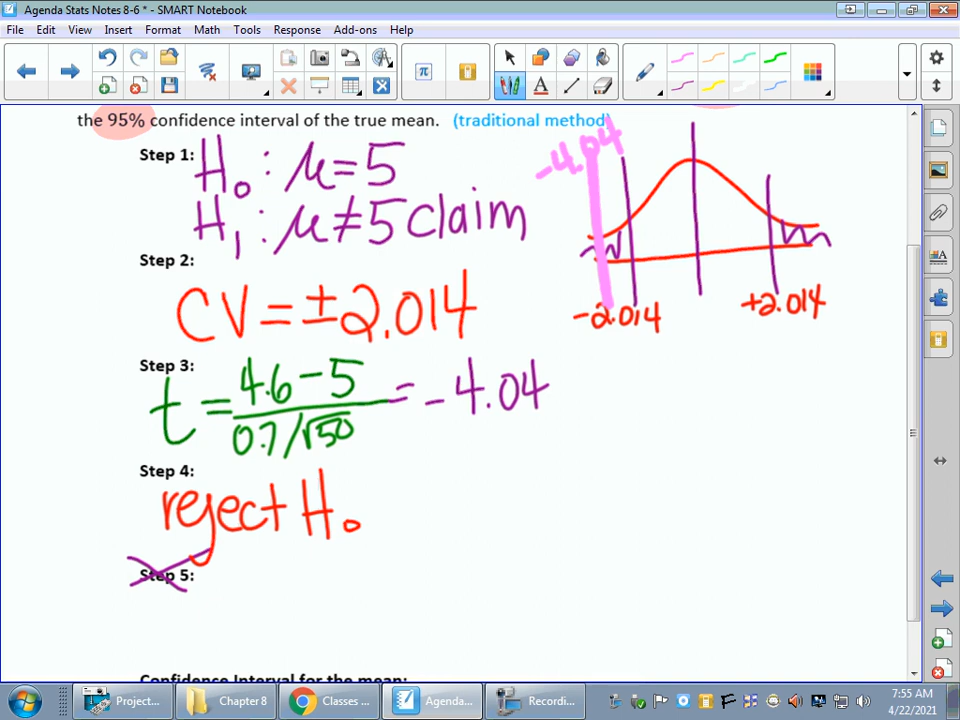 Agenda Stats Notes 8-6 * - SMART Notebook
File Edit View Insert Format Math Tools Response Add-ons Help
the 95% confidence interval of the true mean. (traditional method)
Step 1:
H₀ : μ = 5
H₁ : μ ≠ 5 claim
-4.04
-2.014
+2.014
Step 2:
CV = ±2.014
Step 3:
t = 4.6 - 5 / 0.7/√50 = -4.04
Step 4:
reject H₀
Step 5:
Confidence Interval for the mean:
Project...
Chapter 8
Classes ...
Agenda...
Recordi...
7:55 AM
4/22/2021